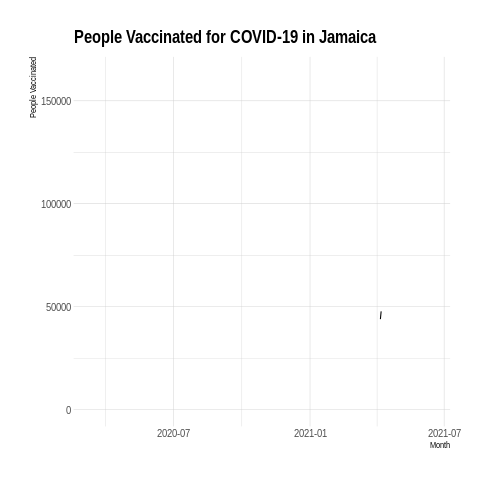 People Vaccinated for COVID-19 in Jamaica
People Vaccinated
150000
100000
50000
0
2020-07
2021-01
2021-07
Month